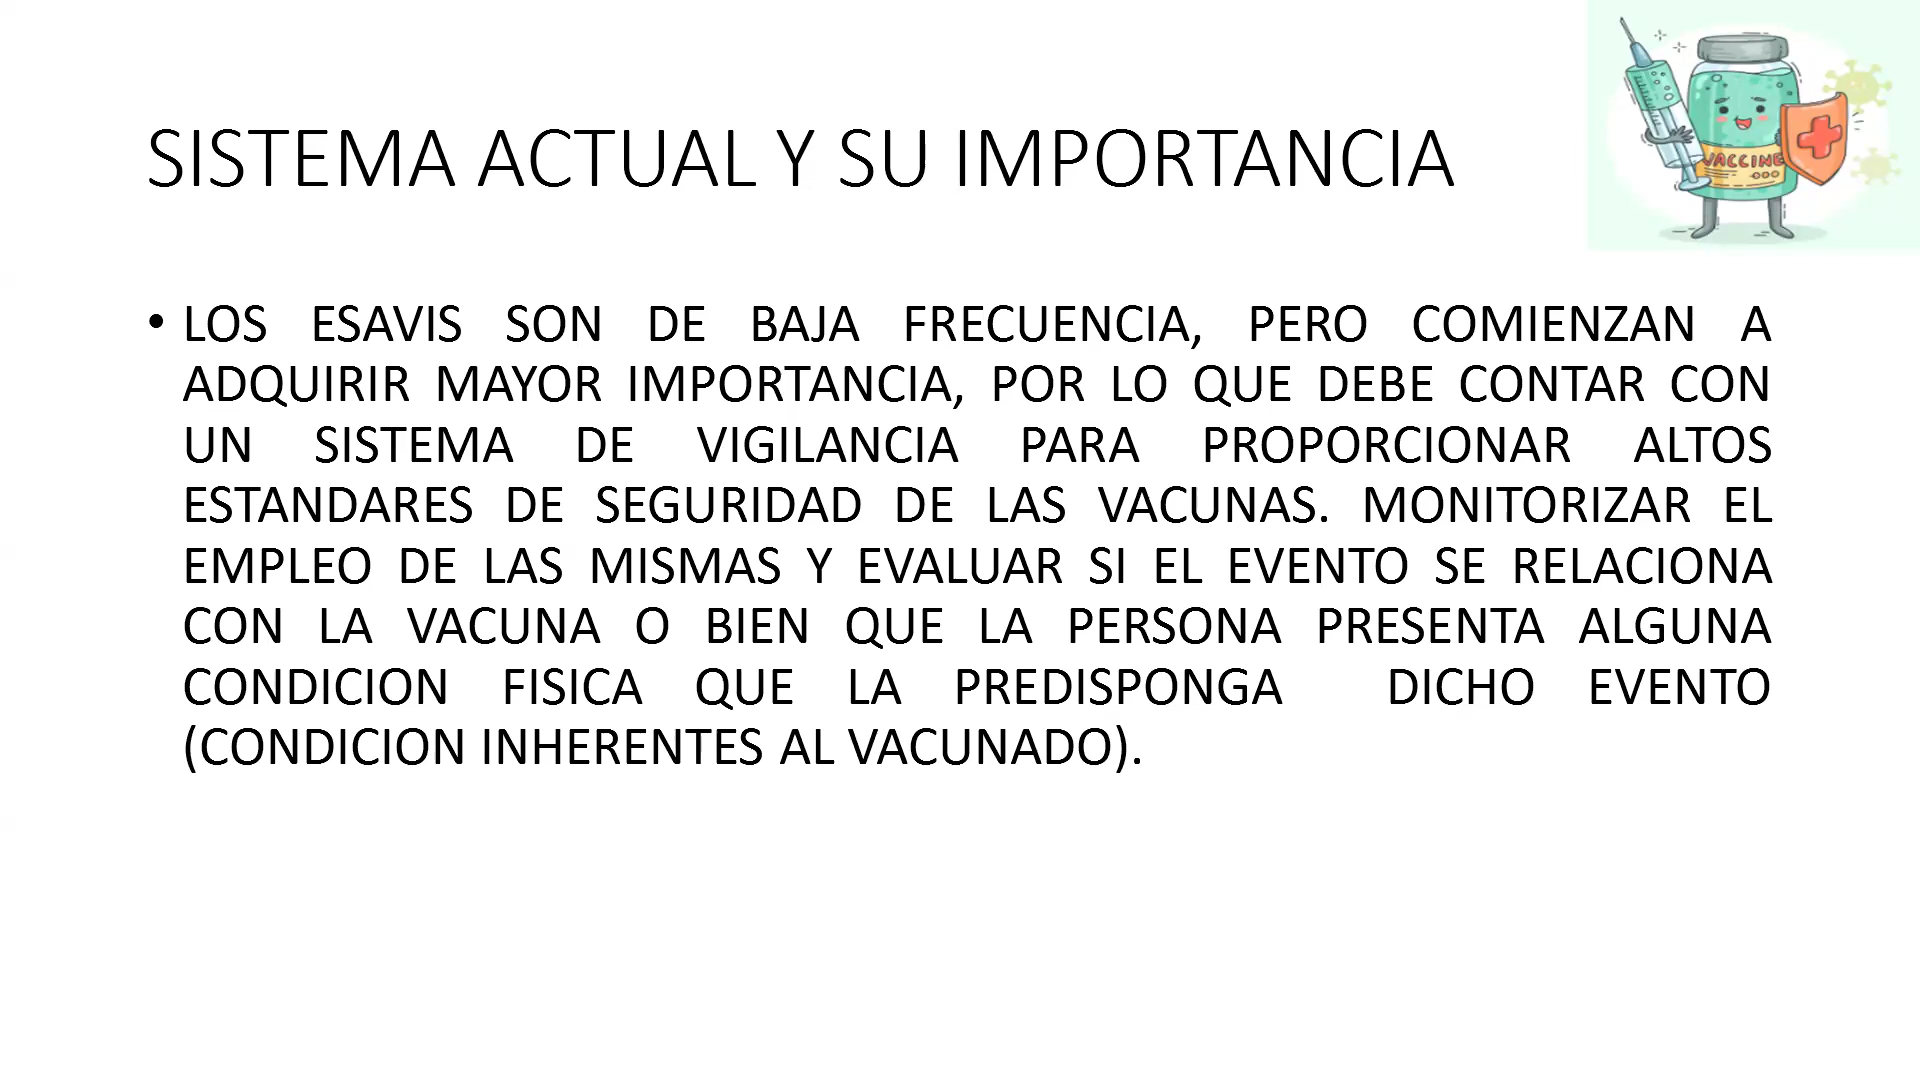 SISTEMA ACTUAL Y SU IMPORTANCIA
VACCINE
• LOS ESAVIS SON DE BAJA FRECUENCIA, PERO COMIENZAN A
ADQUIRIR MAYOR IMPORTANCIA, POR LO QUE DEBE CONTAR CON
UN SISTEMA DE VIGILANCIA PARA PROPORCIONAR ALTOS
ESTANDARES DE SEGURIDAD DE LAS VACUNAS. MONITORIZAR EL
EMPLEO DE LAS MISMAS Y EVALUAR SI EL EVENTO SE RELACIONA
CON LA VACUNA O BIEN QUE LA PERSONA PRESENTA ALGUNA
CONDICION FISICA QUE LA PREDISPONGA DICHO EVENTO
(CONDICION INHERENTES AL VACUNADO).